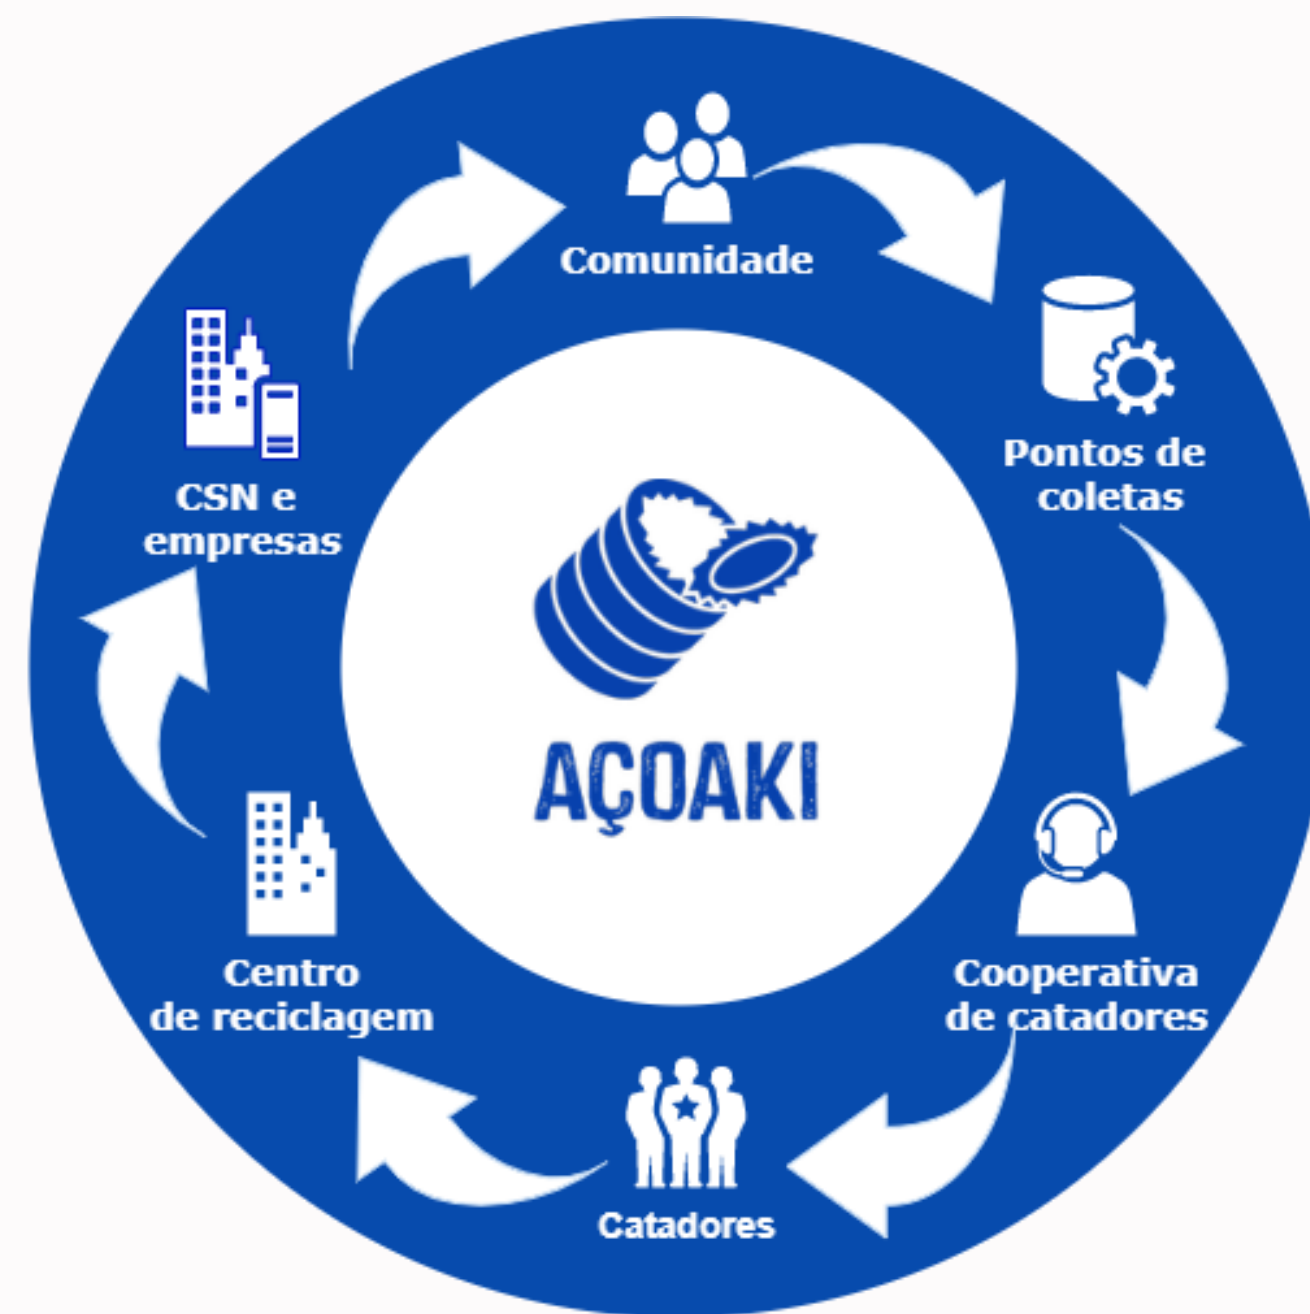 Comunidade
Pontos de
coletas
Cooperativa
de catadores
Catadores
Centro
de reciclagem
CSN e
empresas
AÇOAKI